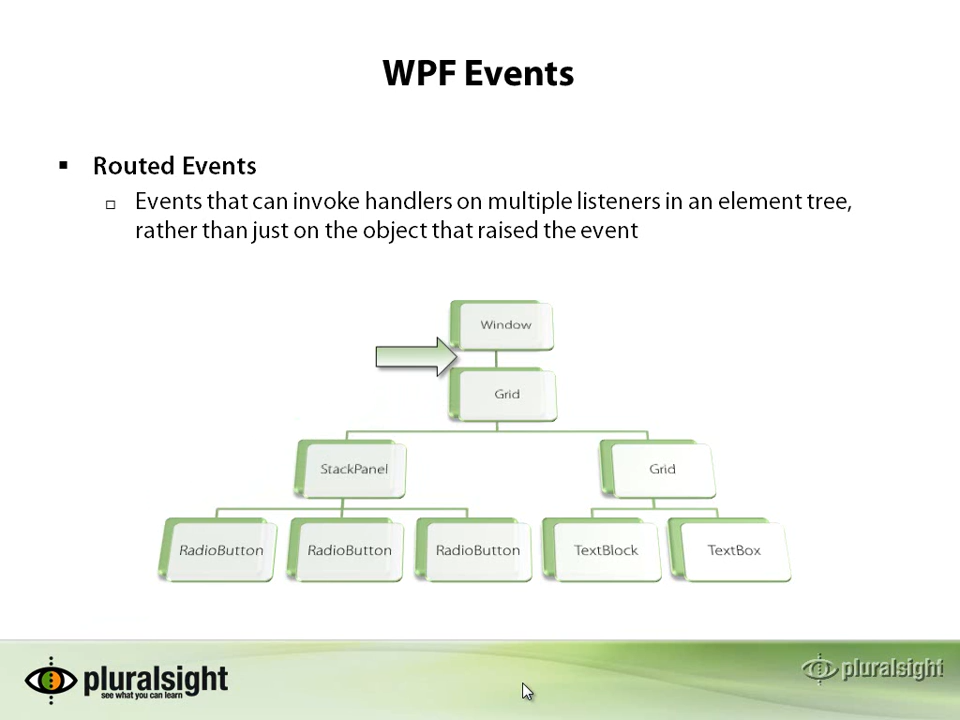 WPF Events
Routed Events
Events that can invoke handlers on multiple listeners in an element tree,
rather than just on the object that raised the event
Window
Grid
StackPanel
Grid
RadioButton
RadioButton
RadioButton
TextBlock
TextBox
pluralsight
see what you can learn
pluralsight